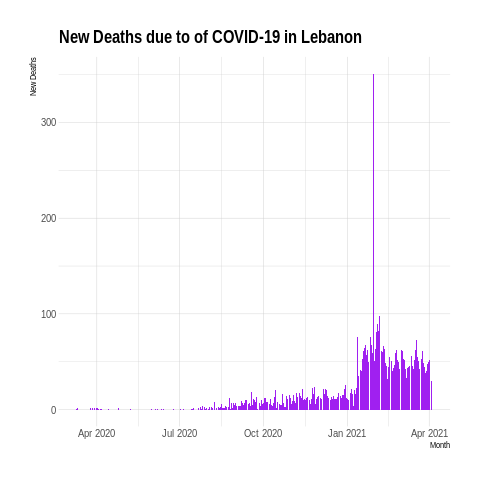 New Deaths due to of COVID-19 in Lebanon
New Deaths
300
200
100
0
Apr 2020
Jul 2020
Oct 2020
Jan 2021
Apr 2021
Month